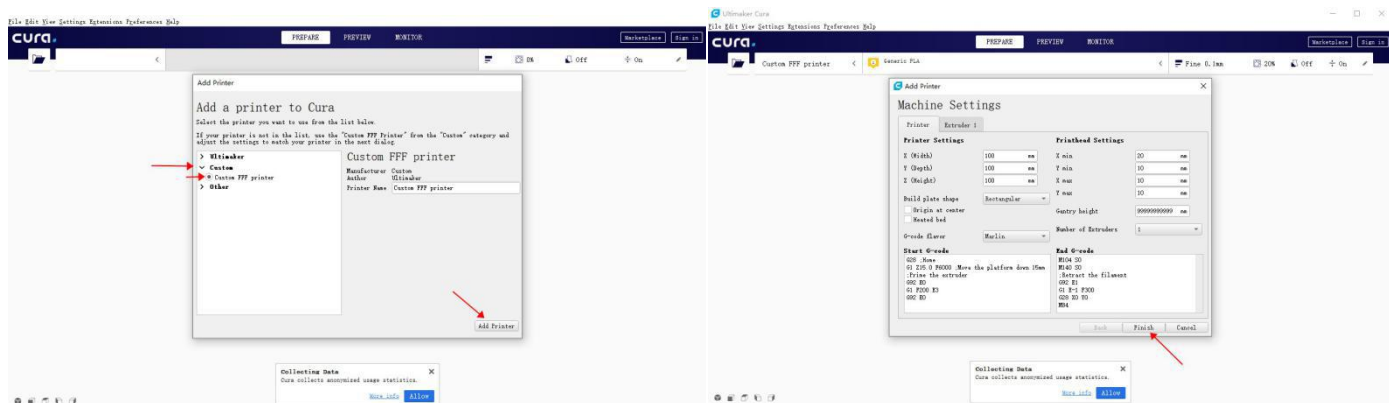 File Edit View Settings Extensions Preferences Help
cura.
PREPARE PREVIEW MONITOR
Marketplace Sign in
0% Off On
Add Printer
Add a printer to Cura
Select the printer you want to use from the list below.
If your printer is not in the list, use the "Custom FFF Printer" from the "Custom" category and
adjust the settings to match your printer in the next dialog.
Ultimaker
Custom
Custom FFF printer
Other
Custom FFF printer
Manufacturer Custom
Author Ultimaker
Printer Name Custom FFF printer
Add Printer
Collecting Data
Cura collects anonymized usage statistics.
More info Allow
Ultimaker Cura
File Edit View Settings Extensions Preferences Help
cura.
PREPARE PREVIEW MONITOR
Marketplace Sign in
Custom FFF printer
Generic PLA
Fine 0.1mm 20% Off On
Add Printer
Machine Settings
Printer Extruder 1
Printer Settings
X (Width) 100 mm
Y (Depth) 100 mm
Z (Height) 100 mm
Build plate shape Rectangular
Origin at center
Heated bed
G-code flavor Marlin
Printhead Settings
X min 20 mm
Y min 10 mm
X max 10 mm
Y max 10 mm
Gantry height 99999999999 mm
Number of Extruders 1
Start G-code
G28 ;Home
G1 Z15.0 F6000 ;Move the platform down 15mm
;Prime the extruder
G92 E0
G1 F200 E3
G92 E0
End G-code
M104 S0
M140 S0
;Retract the filament
G92 E1
G1 E-1 F300
G28 X0 Y0
M84
Back Finish Cancel
Collecting Data
Cura collects anonymized usage statistics.
More info Allow